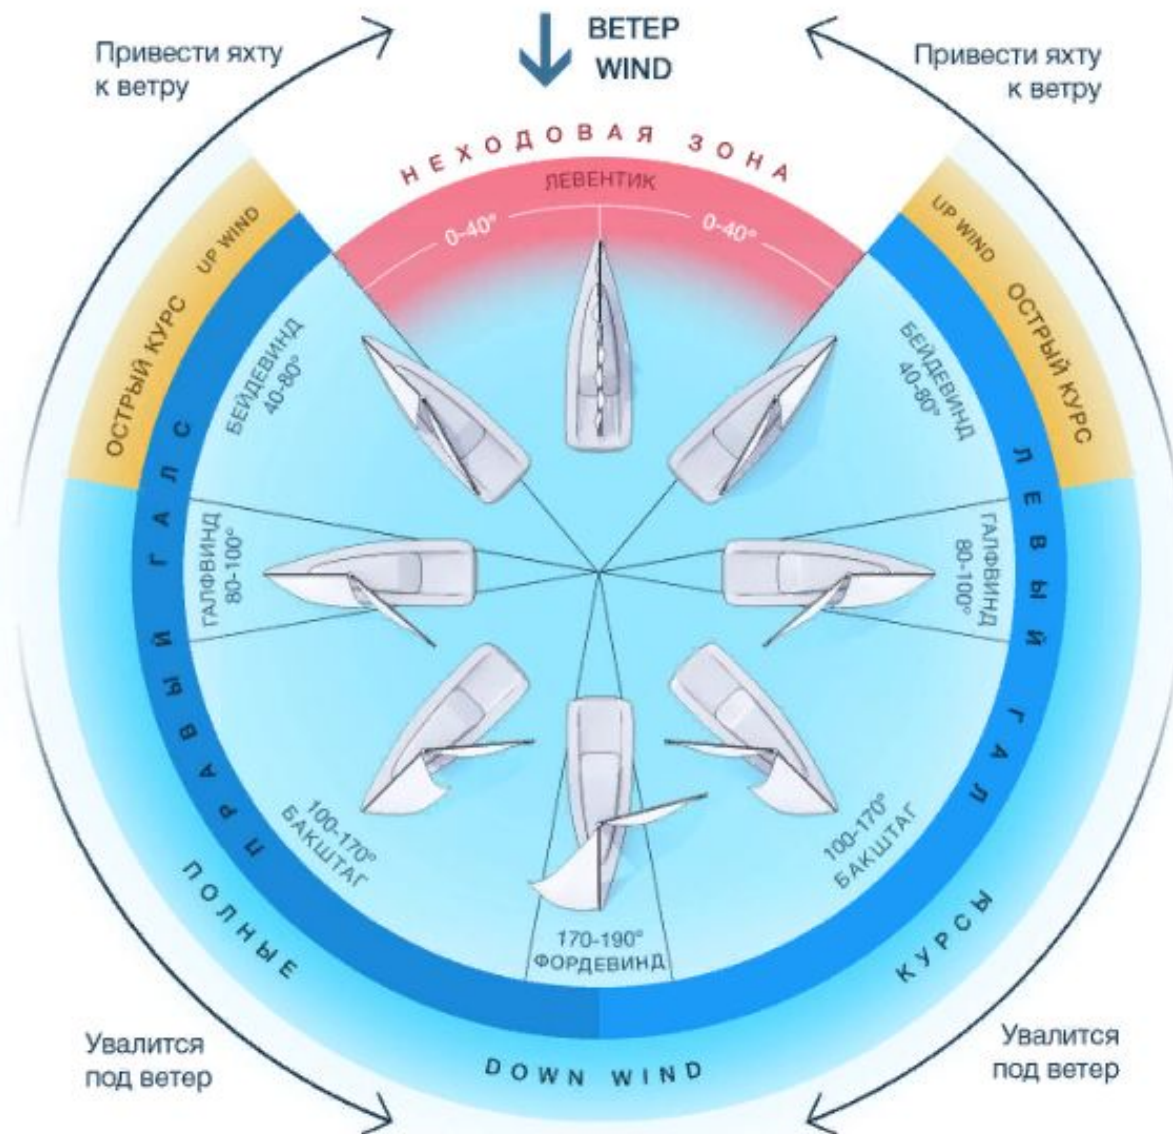 Привести яхту
к ветру
ВЕТЕР
WIND
Привести яхту
к ветру
НЕХОДОВАЯ ЗОНА
ЛЕВЕНТИК
0-40°
0-40°
UP WIND
ОСТРЫЙ КУРС
UP WIND
ОСТРЫЙ КУРС
БЕЙДЕВИНД
40-80°
БЕЙДЕВИНД
40-80°
ПРАВЫЙ ГАЛС
ЛЕВЫЙ ГАЛ
ГАЛФВИНД
80-100°
ГАЛФВИНД
80-100°
100-170°
БАКШТАГ
100-170°
БАКШТАГ
170-190°
ФОРДЕВИНД
ПОЛНЫЕ
КУРСЫ
DOWN WIND
Увалится
под ветер
Увалится
под ветер